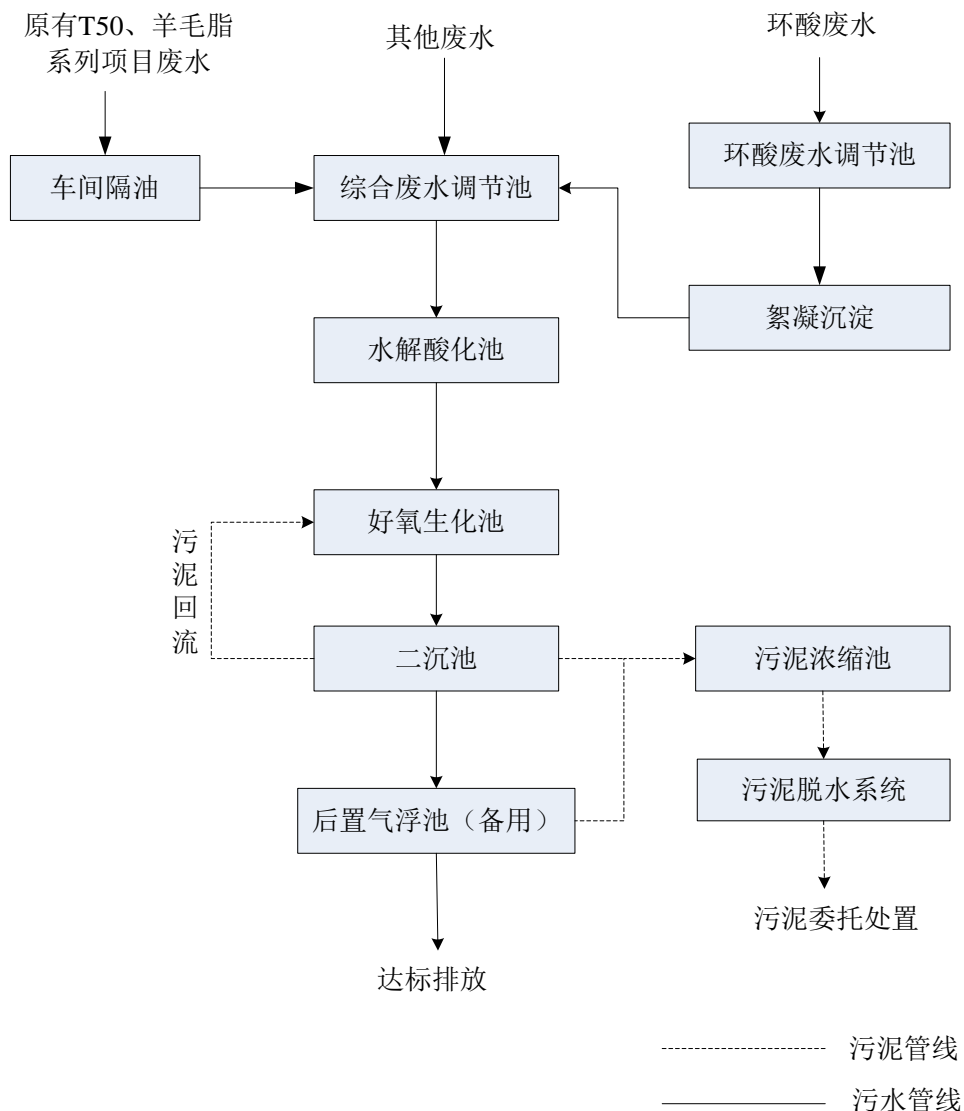 原有T50、羊毛脂
系列项目废水
其他废水
环酸废水
车间隔油
综合废水调节池
环酸废水调节池
絮凝沉淀
水解酸化池
好氧生化池
污
泥
回
流
二沉池
污泥浓缩池
后置气浮池（备用）
污泥脱水系统
污泥委托处置
达标排放
污泥管线
污水管线